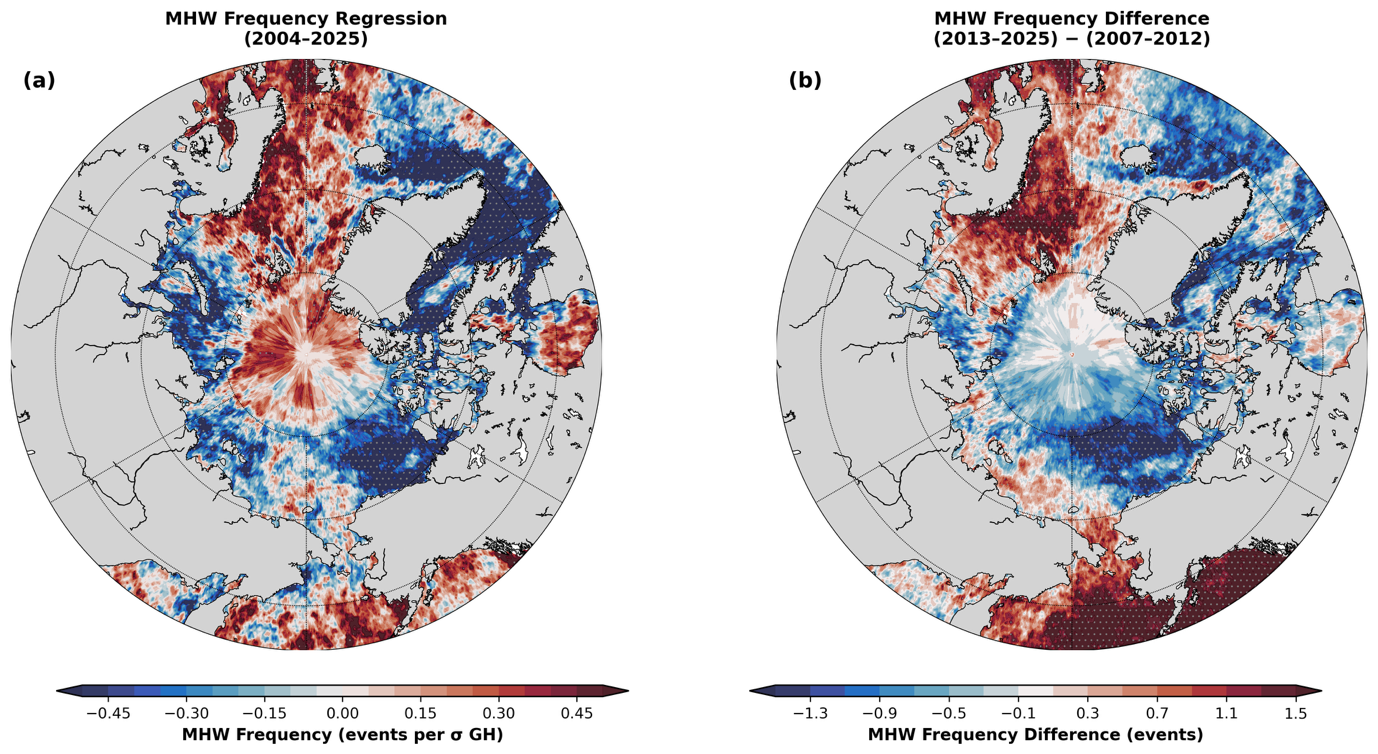 MHW Frequency Regression
(2004–2025)
MHW Frequency Difference
(2013–2025) − (2007–2012)
(a)
(b)
−0.45 −0.30 −0.15 0.00 0.15 0.30 0.45
MHW Frequency (events per σ GH)
−1.3 −0.9 −0.5 −0.1 0.3 0.7 1.1 1.5
MHW Frequency Difference (events)